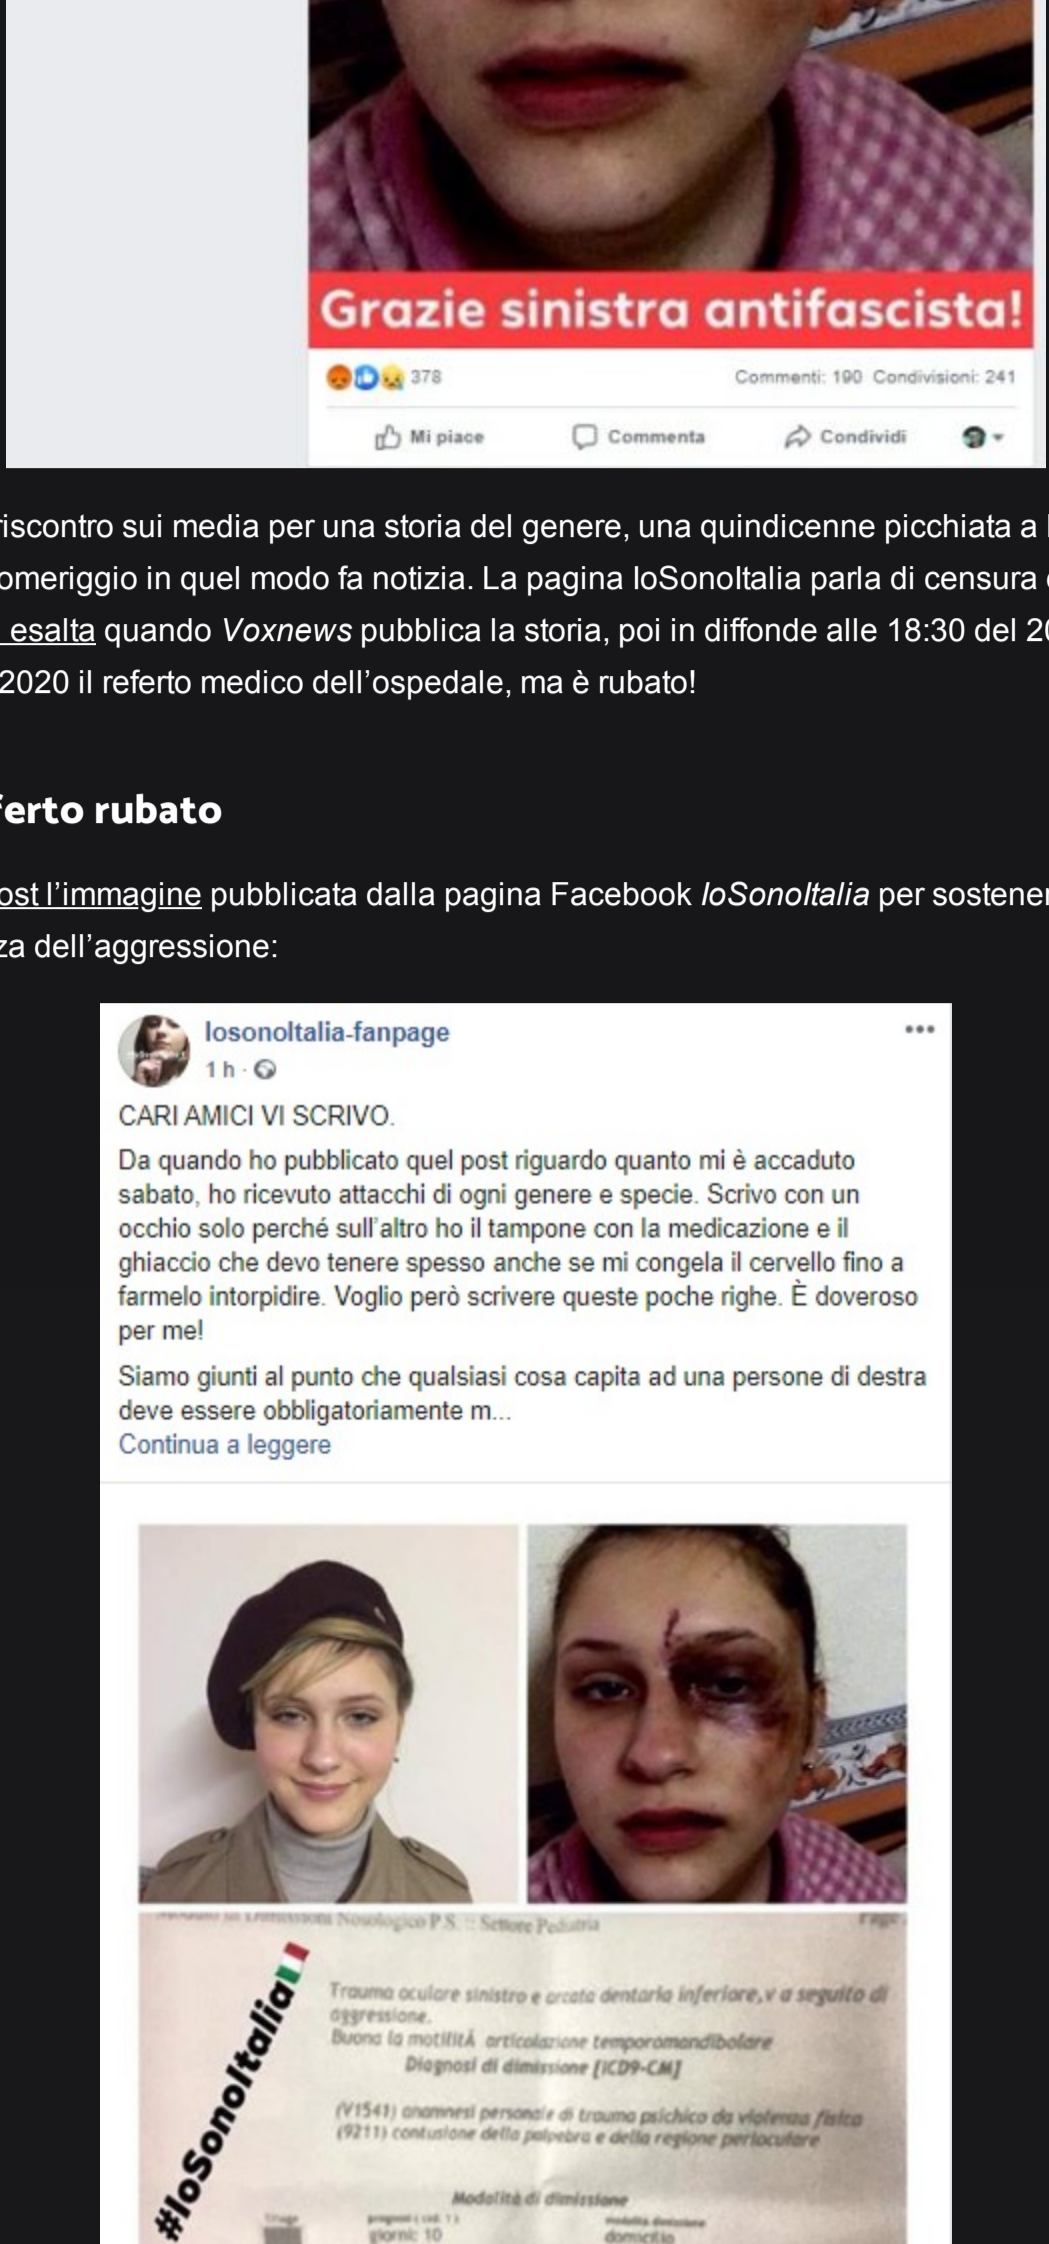 Grazie sinistra antifascista!
378
Commenti: 190 Condivisioni: 241
Mi piace Commenta Condividi
riscontro sui media per una storia del genere, una quindicenne picchiata a
omeriggio in quel modo fa notizia. La pagina IoSonoItalia parla di censura
esalta quando Voxnews pubblica la storia, poi in diffonde alle 18:30 del 20
2020 il referto medico dell’ospedale, ma è rubato!
ferto rubato
ost l’immagine pubblicata dalla pagina Facebook IoSonoItalia per sostener
za dell’aggressione:
IosonoItalia-fanpage
1 h ·
CARI AMICI VI SCRIVO.
Da quando ho pubblicato quel post riguardo quanto mi è accaduto
sabato, ho ricevuto attacchi di ogni genere e specie. Scrivo con un
occhio solo perché sull'altro ho il tampone con la medicazione e il
ghiaccio che devo tenere spesso anche se mi congela il cervello fino a
farmelo intorpidire. Voglio però scrivere queste poche righe. È doveroso
per me!
Siamo giunti al punto che qualsiasi cosa capita ad una persone di destra
deve essere obbligatoriamente m...
Continua a leggere
Dimissioni Nosologico P.S. :: Settore Pediatria
#IoSonoItalia
Trauma oculare sinistro e arcata dentaria inferiore,v a seguito di
aggressione.
Buona la motilitÀ articolazione temporomandibolare
Diagnosi di dimissione [ICD9-CM]
(V1541) anamnesi personale di trauma psichico da violenza fisica
(9211) contusione della palpebra e della regione perioculare
Modalità di dimissione
giorni: 10
domicilio